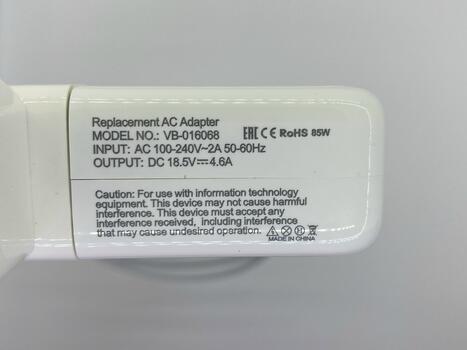 Replacement AC Adapter
MODEL NO.: VB-016068 EAC CE RoHS 85W
INPUT: AC 100-240V~2A 50-60Hz
OUTPUT: DC 18.5V⎓4.6A
Caution: For use with information technology
equipment. This device may not cause harmful
interference. This device must accept any
interference received, including interference
that may cause undesired operation.
MADE IN CHINA